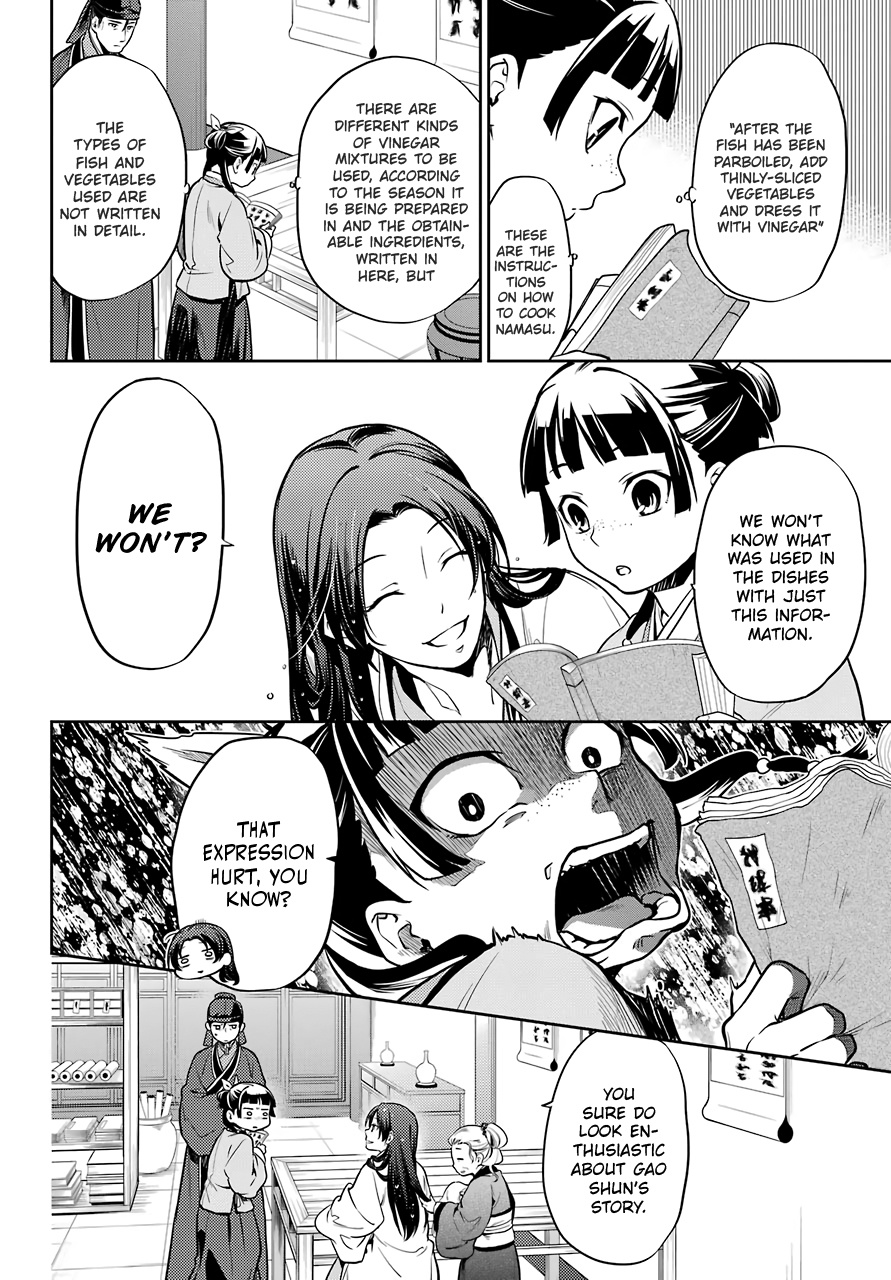 "AFTER THE
FISH HAS BEEN
PARBOILED, ADD
THINLY-SLICED
VEGETABLES
AND DRESS IT
WITH VINEGAR"
THESE
ARE THE
INSTRUC-
TIONS
ON HOW
TO COOK
NAMASU.
THERE ARE
DIFFERENT KINDS
OF VINEGAR
MIXTURES TO BE
USED, ACCORDING
TO THE SEASON IT
IS BEING PREPARED
IN AND THE OBTAIN-
ABLE INGREDIENTS,
WRITTEN IN
HERE, BUT
THE
TYPES OF
FISH AND
VEGETABLES
USED ARE
NOT WRITTEN
IN DETAIL.
WE WON'T
KNOW WHAT
WAS USED
IN THE
DISHES
WITH JUST
THIS INFOR-
MATION.
WE
WON'T?
THAT
EXPRESSION
HURT, YOU
KNOW?
YOU
SURE DO
LOOK EN-
THUSIASTIC
ABOUT GAO
SHUN'S
STORY.